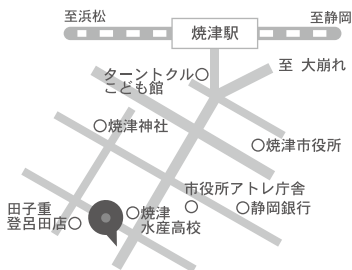 至浜松
至静岡
焼津駅
至 大崩れ
ターントクル
こども館
焼津神社
焼津市役所
市役所アトレ庁舎
田子重
登呂田店
焼津
水産高校
静岡銀行